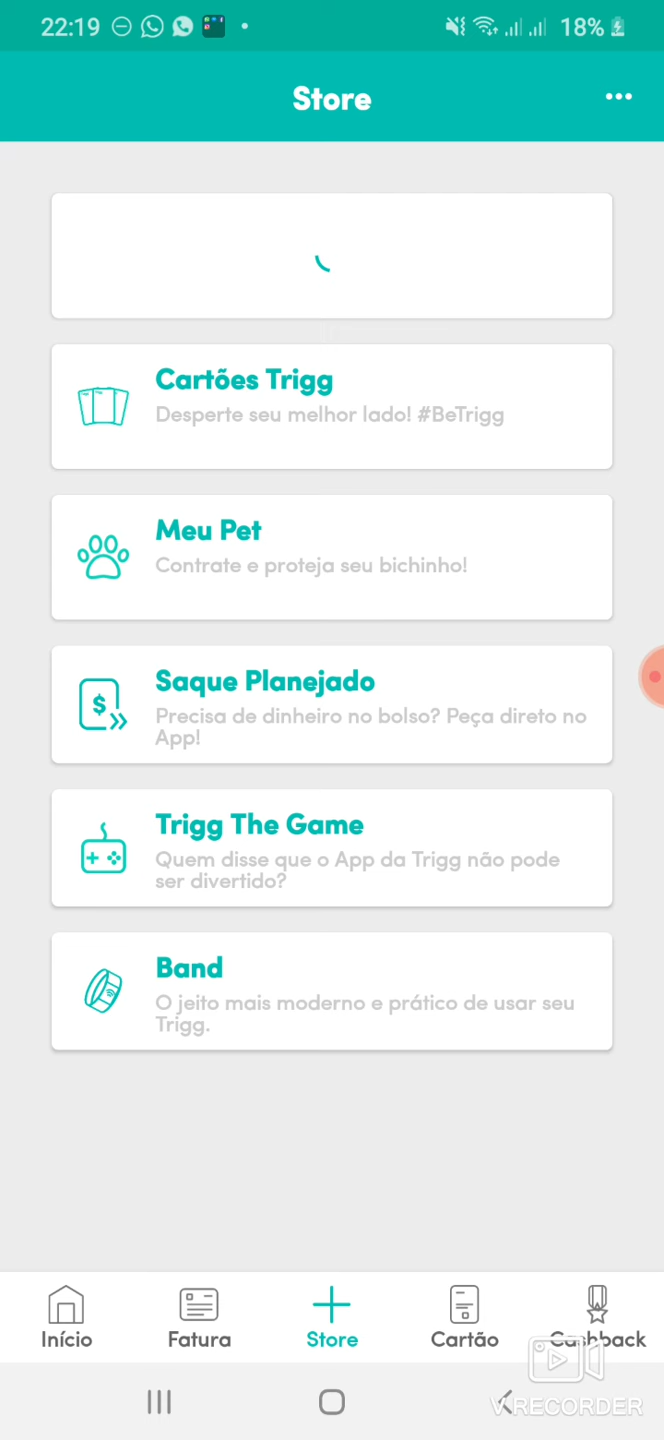 22:19
18%
Store
Cartões Trigg
Desperte seu melhor lado! #BeTrigg
Meu Pet
Contrate e proteja seu bichinho!
Saque Planejado
Precisa de dinheiro no bolso? Peça direto no
App!
Trigg The Game
Quem disse que o App da Trigg não pode
ser divertido?
Band
O jeito mais moderno e prático de usar seu
Trigg.
Início
Fatura
Store
Cartão
Cashback
V RECORDER